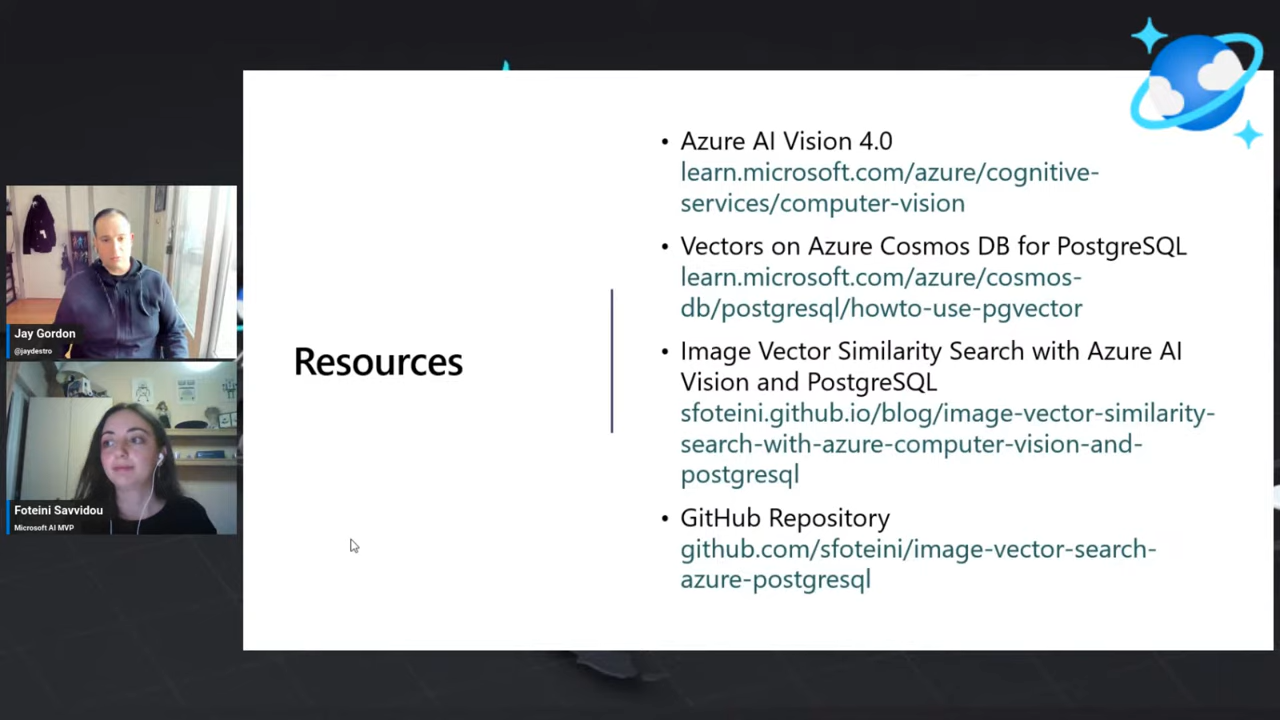 Jay Gordon
@jaydestro
Foteini Savvidou
Microsoft AI MVP
Resources
• Azure AI Vision 4.0
learn.microsoft.com/azure/cognitive-
services/computer-vision
• Vectors on Azure Cosmos DB for PostgreSQL
learn.microsoft.com/azure/cosmos-
db/postgresql/howto-use-pgvector
• Image Vector Similarity Search with Azure AI
Vision and PostgreSQL
sfoteini.github.io/blog/image-vector-similarity-
search-with-azure-computer-vision-and-
postgresql
• GitHub Repository
github.com/sfoteini/image-vector-search-
azure-postgresql